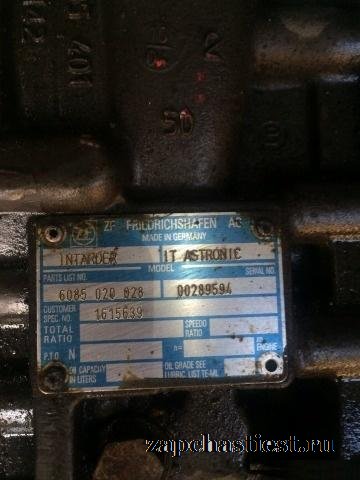 50
ZF FRIEDRICHSHAFEN AG
MADE IN GERMANY
INTARDER IT ASTRONIC
PARTS LIST NO. MODEL SERIAL NO.
6085 020 028 00289594
CUSTOMER SPEC. NO. 1615639
TOTAL RATIO SPEEDO RATIO
P.T.O N n= ENGINE
OIL CAPACITY IN LITERS OIL GRADE SEE LUBRIC. LIST TE-ML
zapchastiest.ru